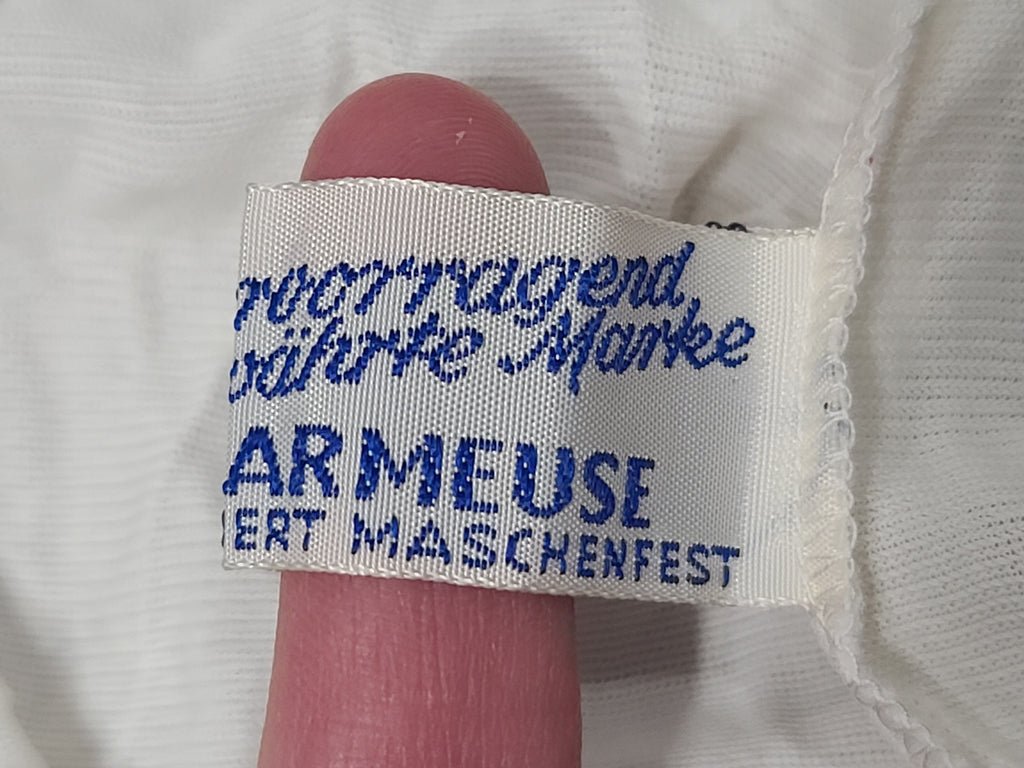 rvorragend,
währte Marke
ARMEUSE
IERT MASCHENFEST